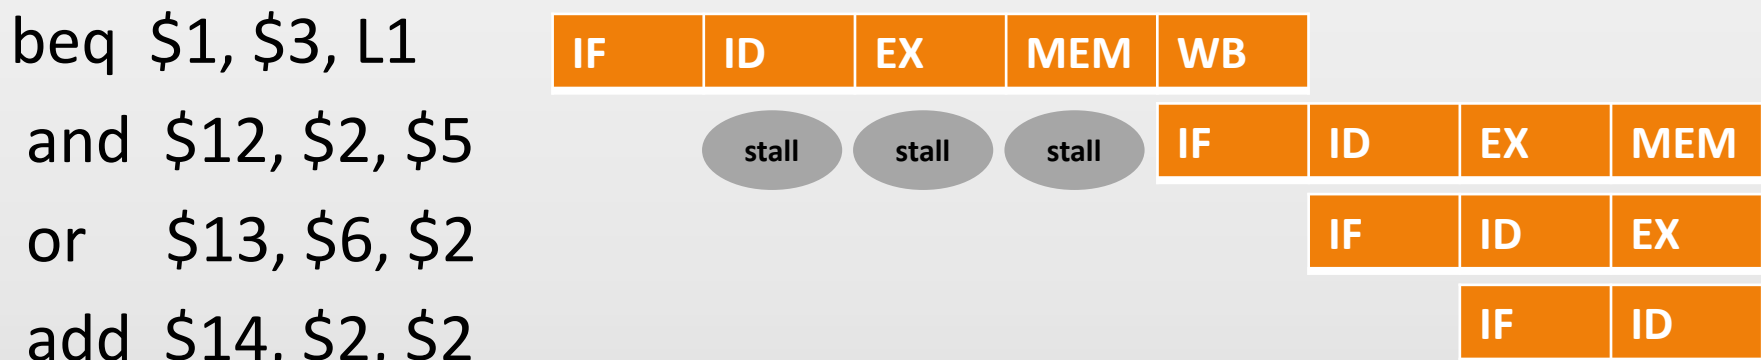 beq $1, $3, L1 IF ID EX MEM WB
and $12, $2, $5 stall stall stall IF ID EX MEM
or $13, $6, $2 IF ID EX
add $14, $2, $2 IF ID